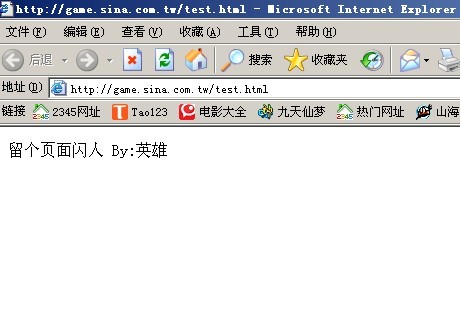 http://game.sina.com.tw/test.html - Microsoft Internet Explorer
文件(F) 编辑(E) 查看(V) 收藏(A) 工具(T) 帮助(H)
后退 搜索 收藏夹
地址(D) http://game.sina.com.tw/test.html
链接 2345网址 Tao123 电影大全 九天仙梦 热门网址 山海
留个页面闪人 By:英雄